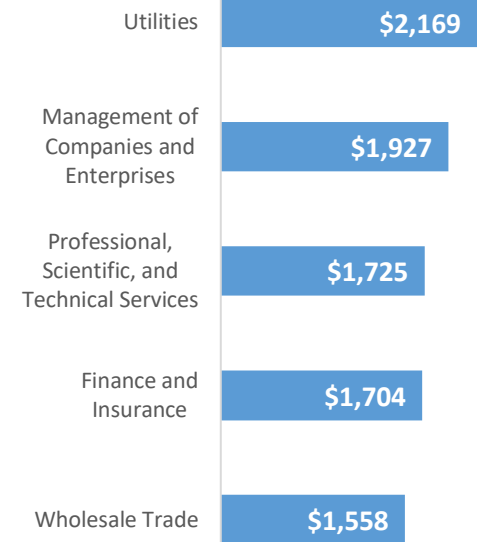 Utilities
$2,169
Management of
Companies and
Enterprises
$1,927
Professional,
Scientific, and
Technical Services
$1,725
Finance and
Insurance
$1,704
Wholesale Trade
$1,558